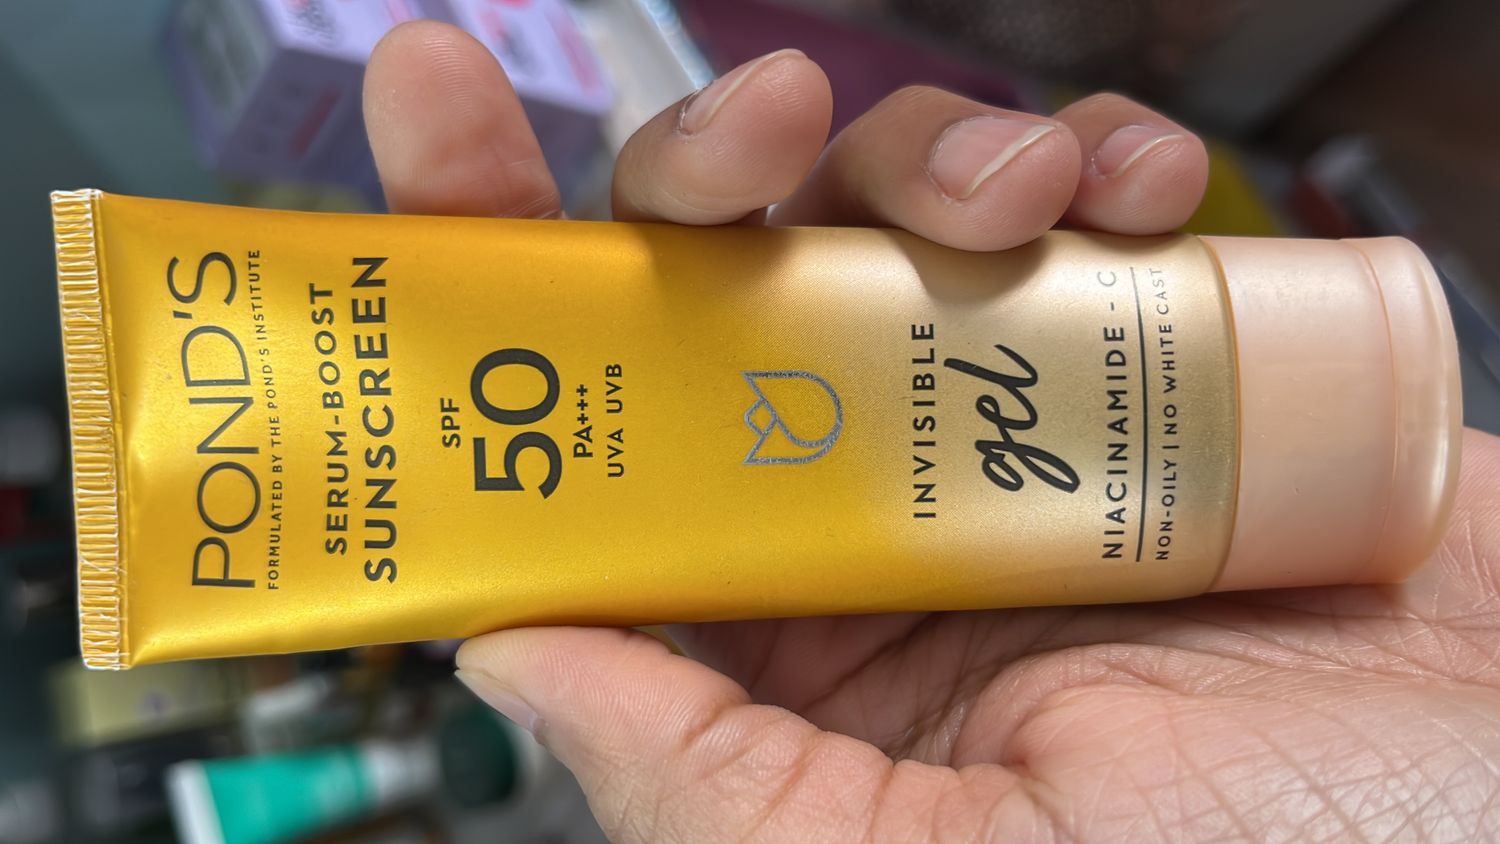 POND'S
FORMULATED BY THE POND'S INSTITUTE
SERUM-BOOST
SUNSCREEN
SPF
50
PA+++
UVA UVB
INVISIBLE
gel
NIACINAMIDE - C
NON-OILY | NO WHITE CAST